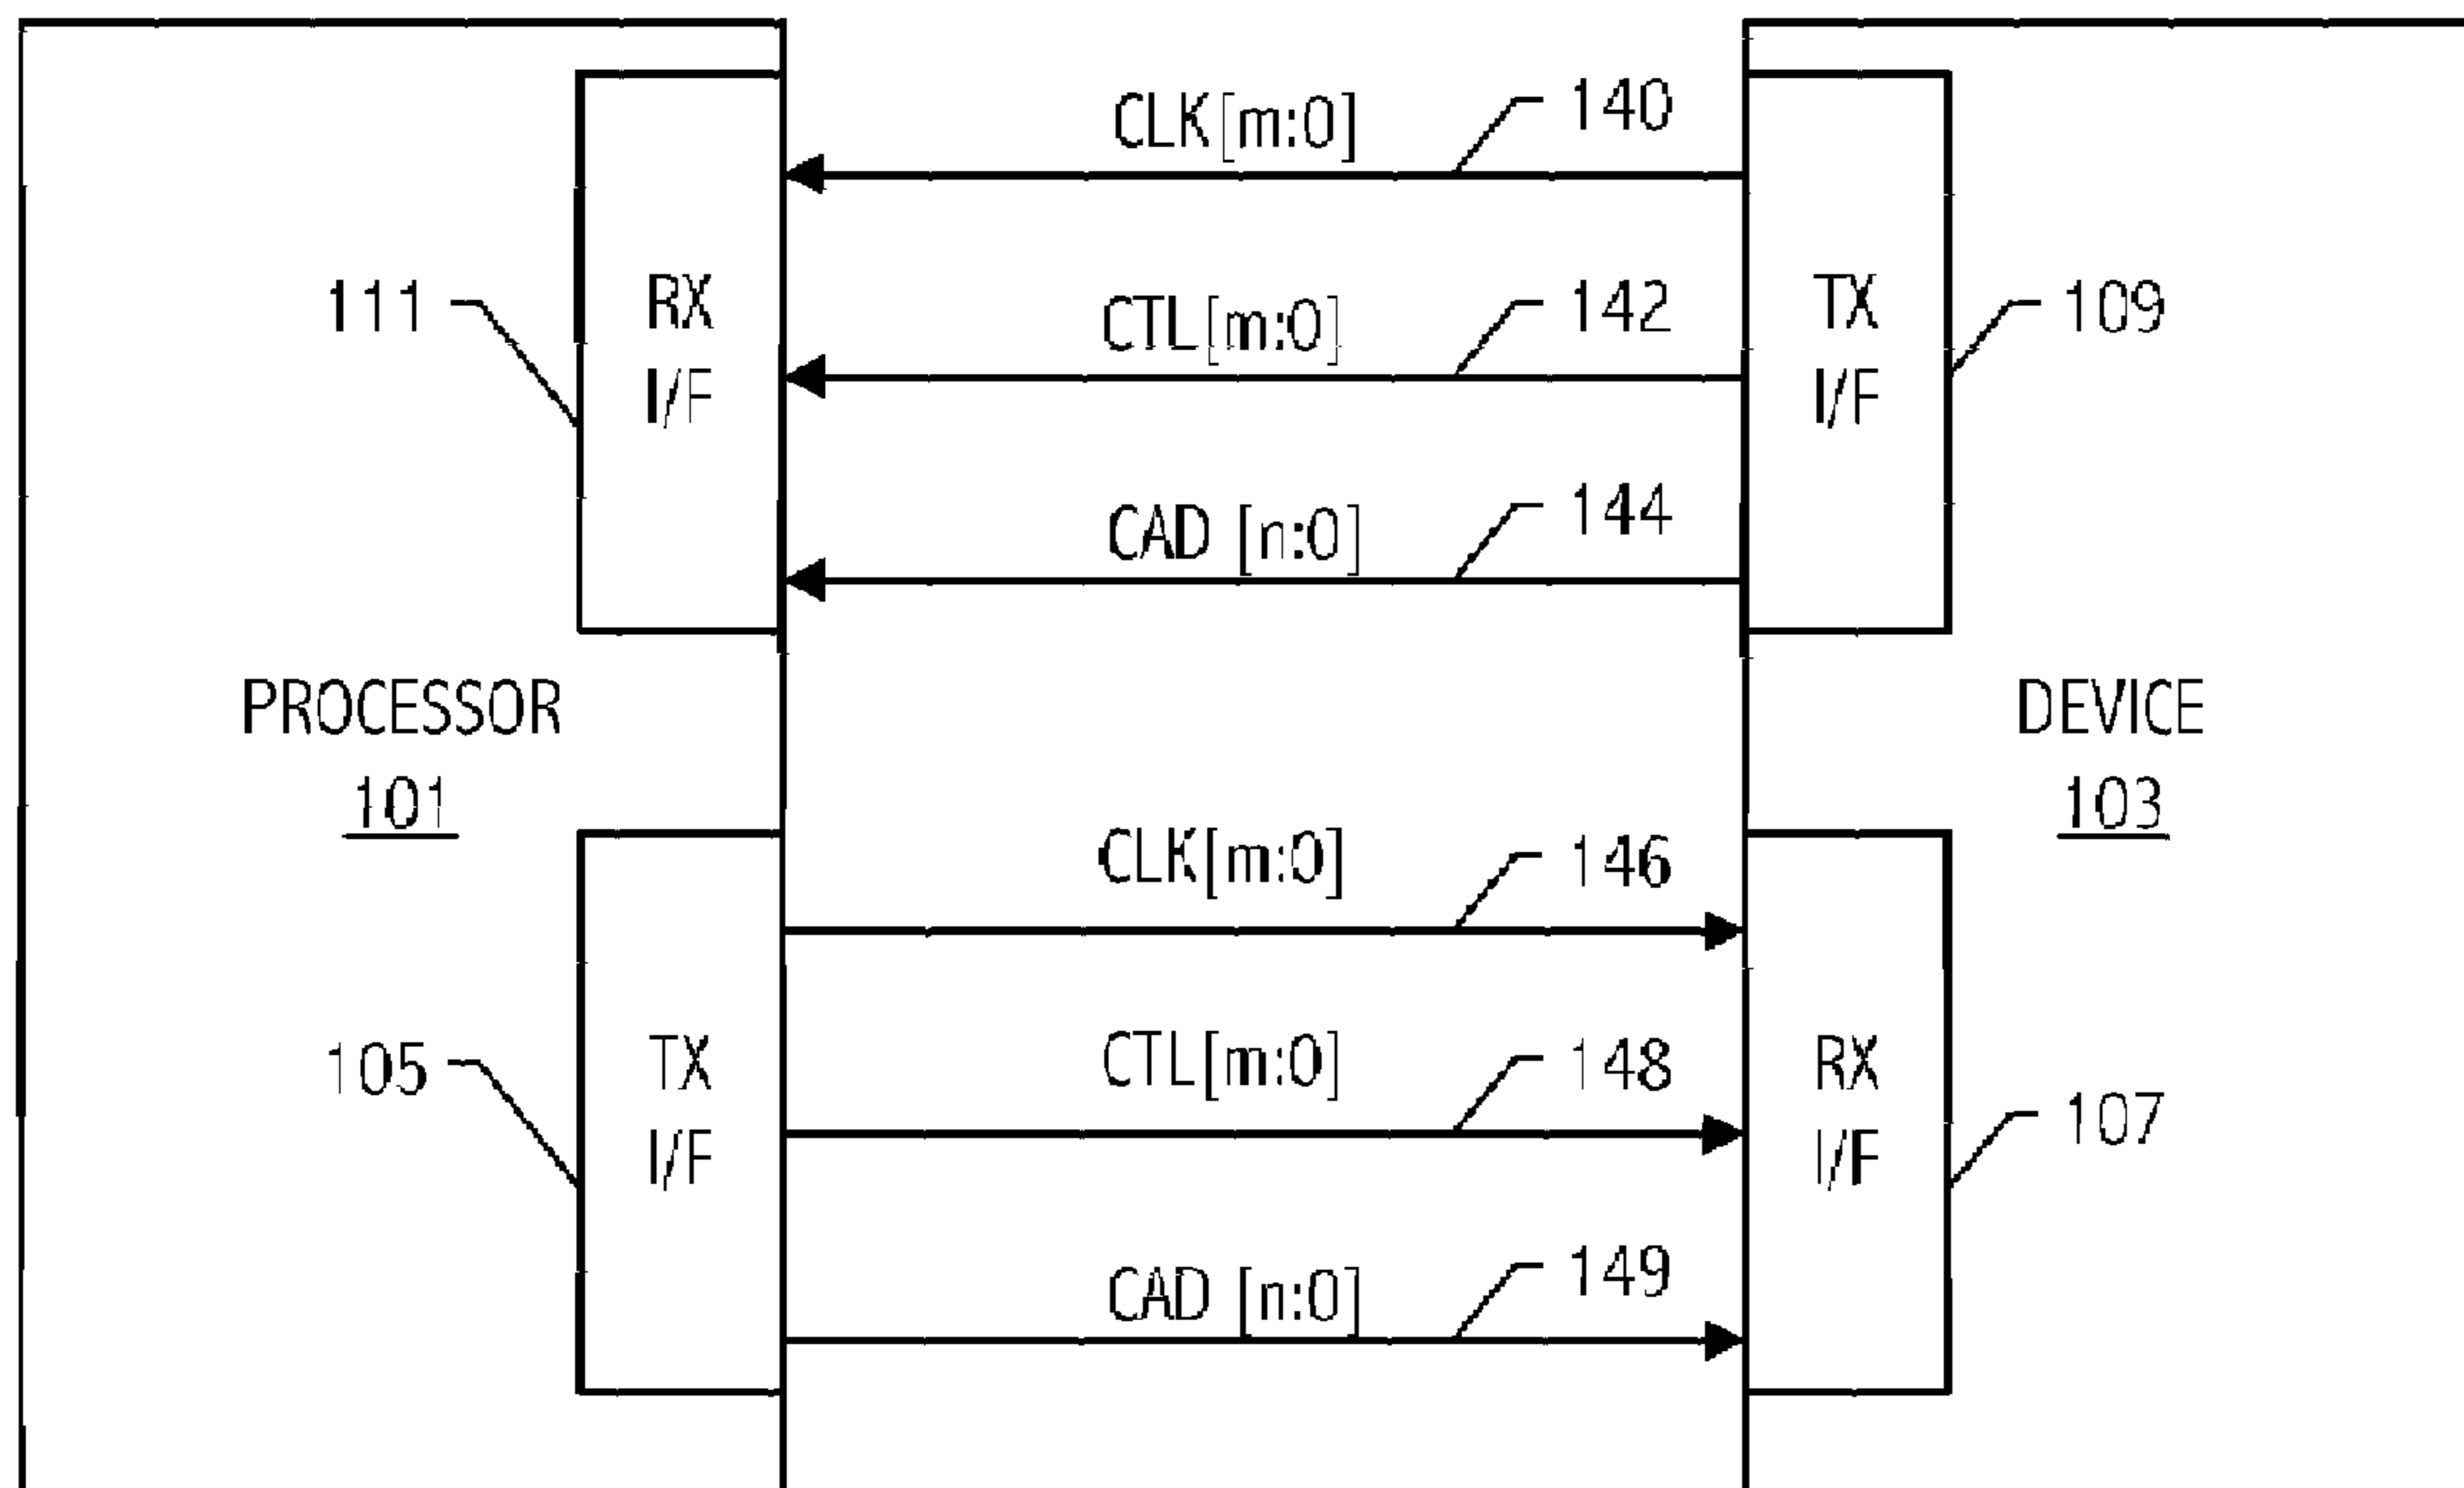 CLK[m:0]
140
111
RX
I/F
CTL[m:0]
142
TX
I/F
109
CAD [n:0]
144
PROCESSOR
101
DEVICE
103
CLK[m:0]
146
105
TX
I/F
CTL[m:0]
148
RX
I/F
107
CAD [n:0]
149